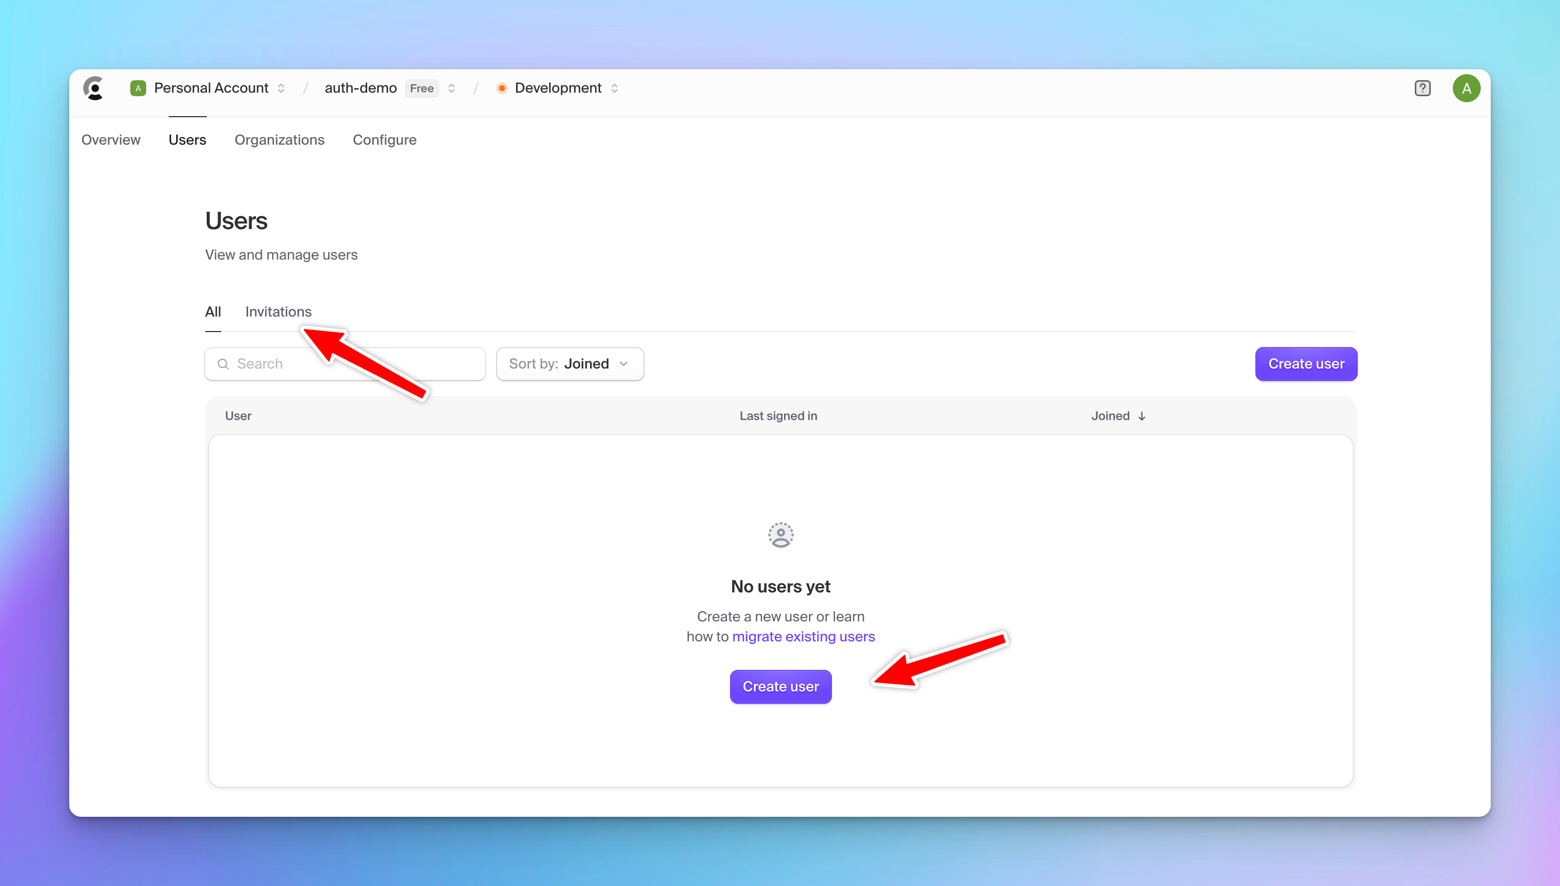 A Personal Account / auth-demo Free / Development ? A
Overview Users Organizations Configure
Users
View and manage users
All Invitations
Search Sort by: Joined Create user
User Last signed in Joined ↓
No users yet
Create a new user or learn
how to migrate existing users
Create user